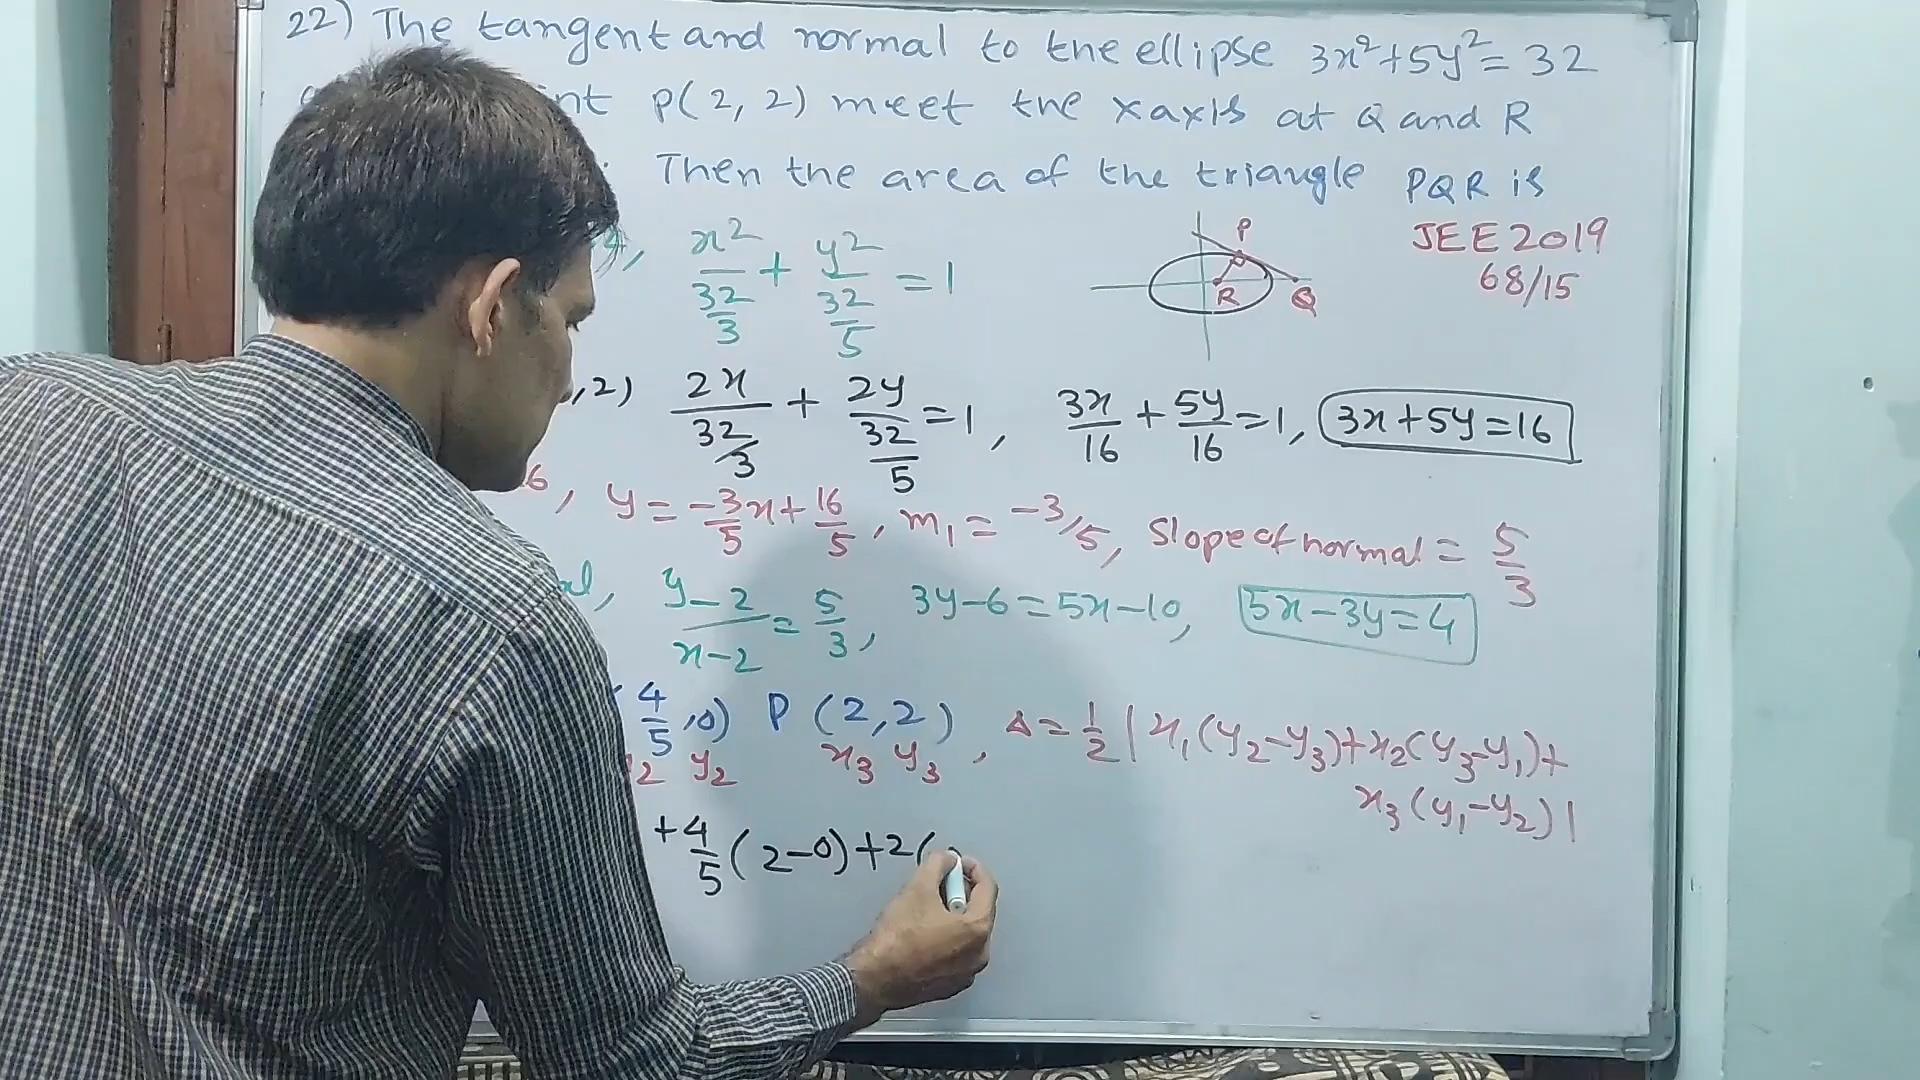 22) The tangent and normal to the ellipse 3x²+5y²=32
nt P(2, 2) meet the x axis at Q and R
Then the area of the triangle PQR is
JEE 2019
68/15
P
R
Q
x²/(32/3) + y²/(32/5) = 1
,2) 2x/(32/3) + 2y/(32/5) = 1, 3x/16 + 5y/16 = 1, 3x+5y=16
6, y = -3/5 x + 16/5, m₁ = -3/5, Slope of normal = 5/3
al, (y-2)/(x-2) = 5/3, 3y-6=5x-10, 5x-3y=4
(4/5,0) P (2,2), Δ=1/2 | x₁(y₂-y₃)+x₂(y₃-y₁)+
2 y₂ x₃ y₃
x₃(y₁-y₂)|
+4/5(2-0)+2(